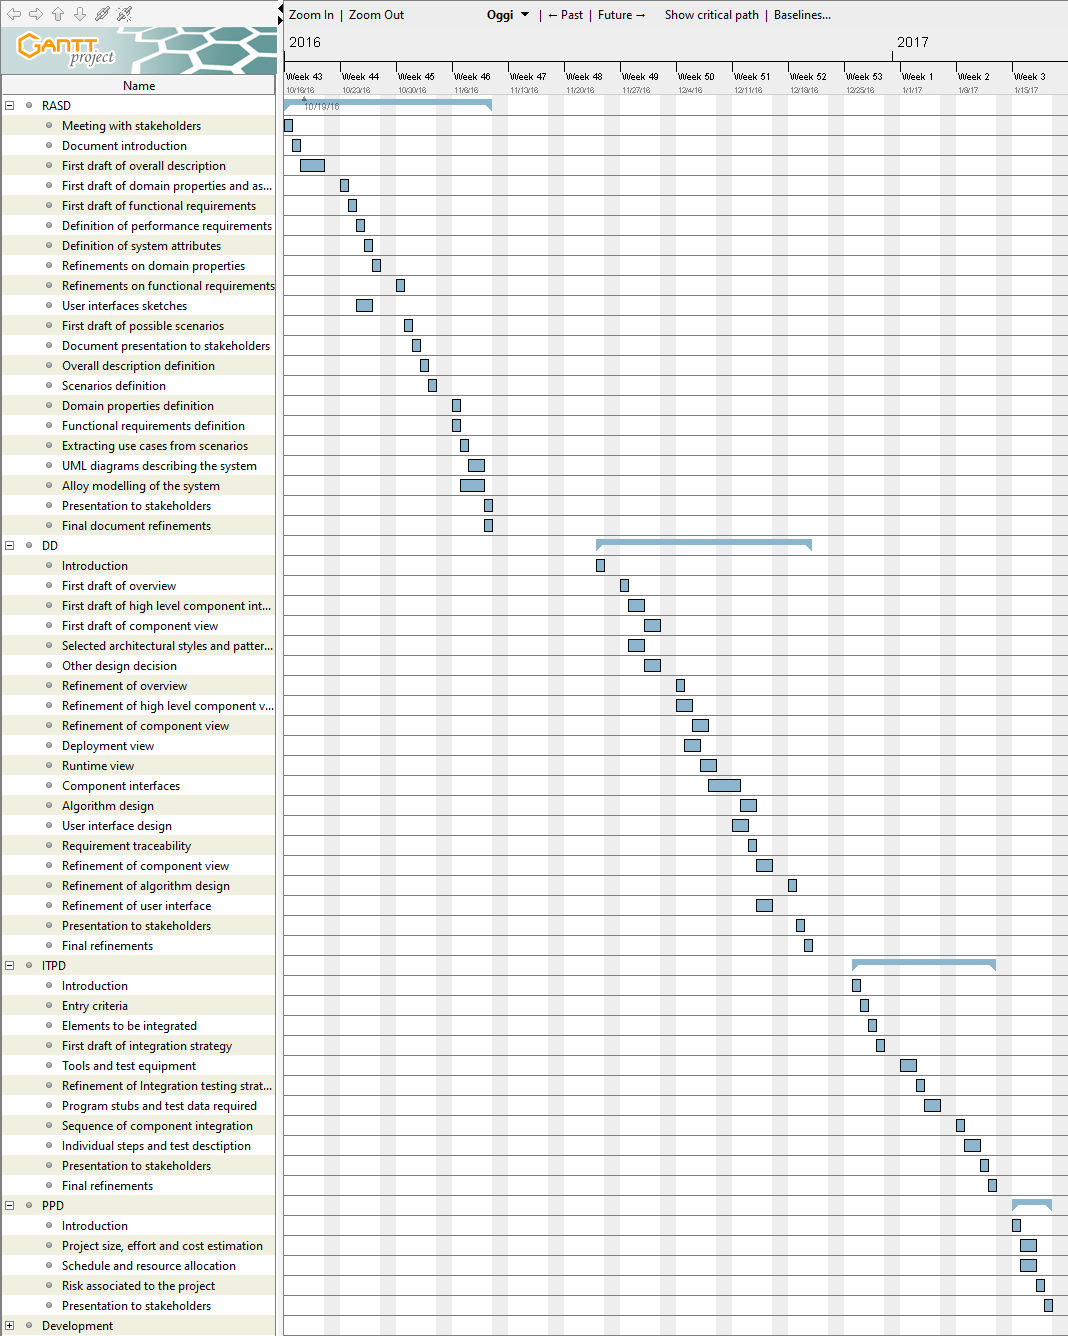 Zoom In | Zoom Out Oggi | ←Past | Future→ Show critical path | Baselines...
GANTT project
2016 2017
Name
Week 43 Week 44 Week 45 Week 46 Week 47 Week 48 Week 49 Week 50 Week 51 Week 52 Week 53 Week 1 Week 2 Week 3
10/16/16 10/23/16 10/30/16 11/6/16 11/13/16 11/20/16 11/27/16 12/4/16 12/11/16 12/18/16 12/25/16 1/1/17 1/8/17 1/15/17
RASD 10/19/16
Meeting with stakeholders
Document introduction
First draft of overall description
First draft of domain properties and as...
First draft of functional requirements
Definition of performance requirements
Definition of system attributes
Refinements on domain properties
Refinements on functional requirements
User interfaces sketches
First draft of possible scenarios
Document presentation to stakeholders
Overall description definition
Scenarios definition
Domain properties definition
Functional requirements definition
Extracting use cases from scenarios
UML diagrams describing the system
Alloy modelling of the system
Presentation to stakeholders
Final document refinements
DD
Introduction
First draft of overview
First draft of high level component int...
First draft of component view
Selected architectural styles and patter...
Other design decision
Refinement of overview
Refinement of high level component v...
Refinement of component view
Deployment view
Runtime view
Component interfaces
Algorithm design
User interface design
Requirement traceability
Refinement of component view
Refinement of algorithm design
Refinement of user interface
Presentation to stakeholders
Final refinements
ITPD
Introduction
Entry criteria
Elements to be integrated
First draft of integration strategy
Tools and test equipment
Refinement of Integration testing strat...
Program stubs and test data required
Sequence of component integration
Individual steps and test desctiption
Presentation to stakeholders
Final refinements
PPD
Introduction
Project size, effort and cost estimation
Schedule and resource allocation
Risk associated to the project
Presentation to stakeholders
Development